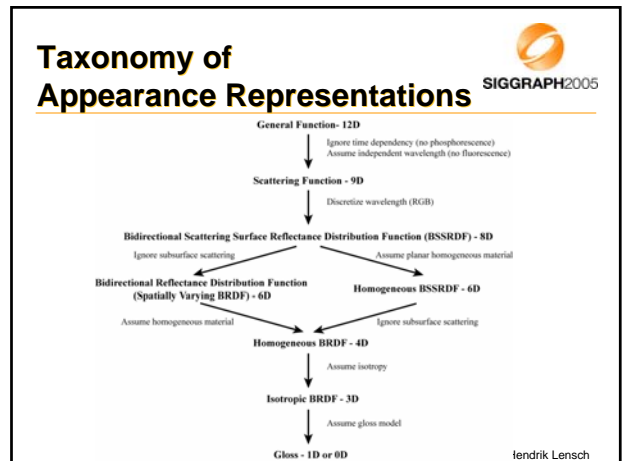 Taxonomy of
Appearance Representations
SIGGRAPH2005
General Function- 12D
Ignore time dependency (no phosphorescence)
Assume independent wavelength (no fluorescence)
Scattering Function - 9D
Discretize wavelength (RGB)
Bidirectional Scattering Surface Reflectance Distribution Function (BSSRDF) - 8D
Ignore subsurface scattering
Assume planar homogeneous material
Bidirectional Reflectance Distribution Function
(Spatially Varying BRDF) - 6D
Homogeneous BSSRDF - 6D
Assume homogeneous material
Ignore subsurface scattering
Homogeneous BRDF - 4D
Assume isotropy
Isotropic BRDF - 3D
Assume gloss model
Gloss - 1D or 0D
Lensch